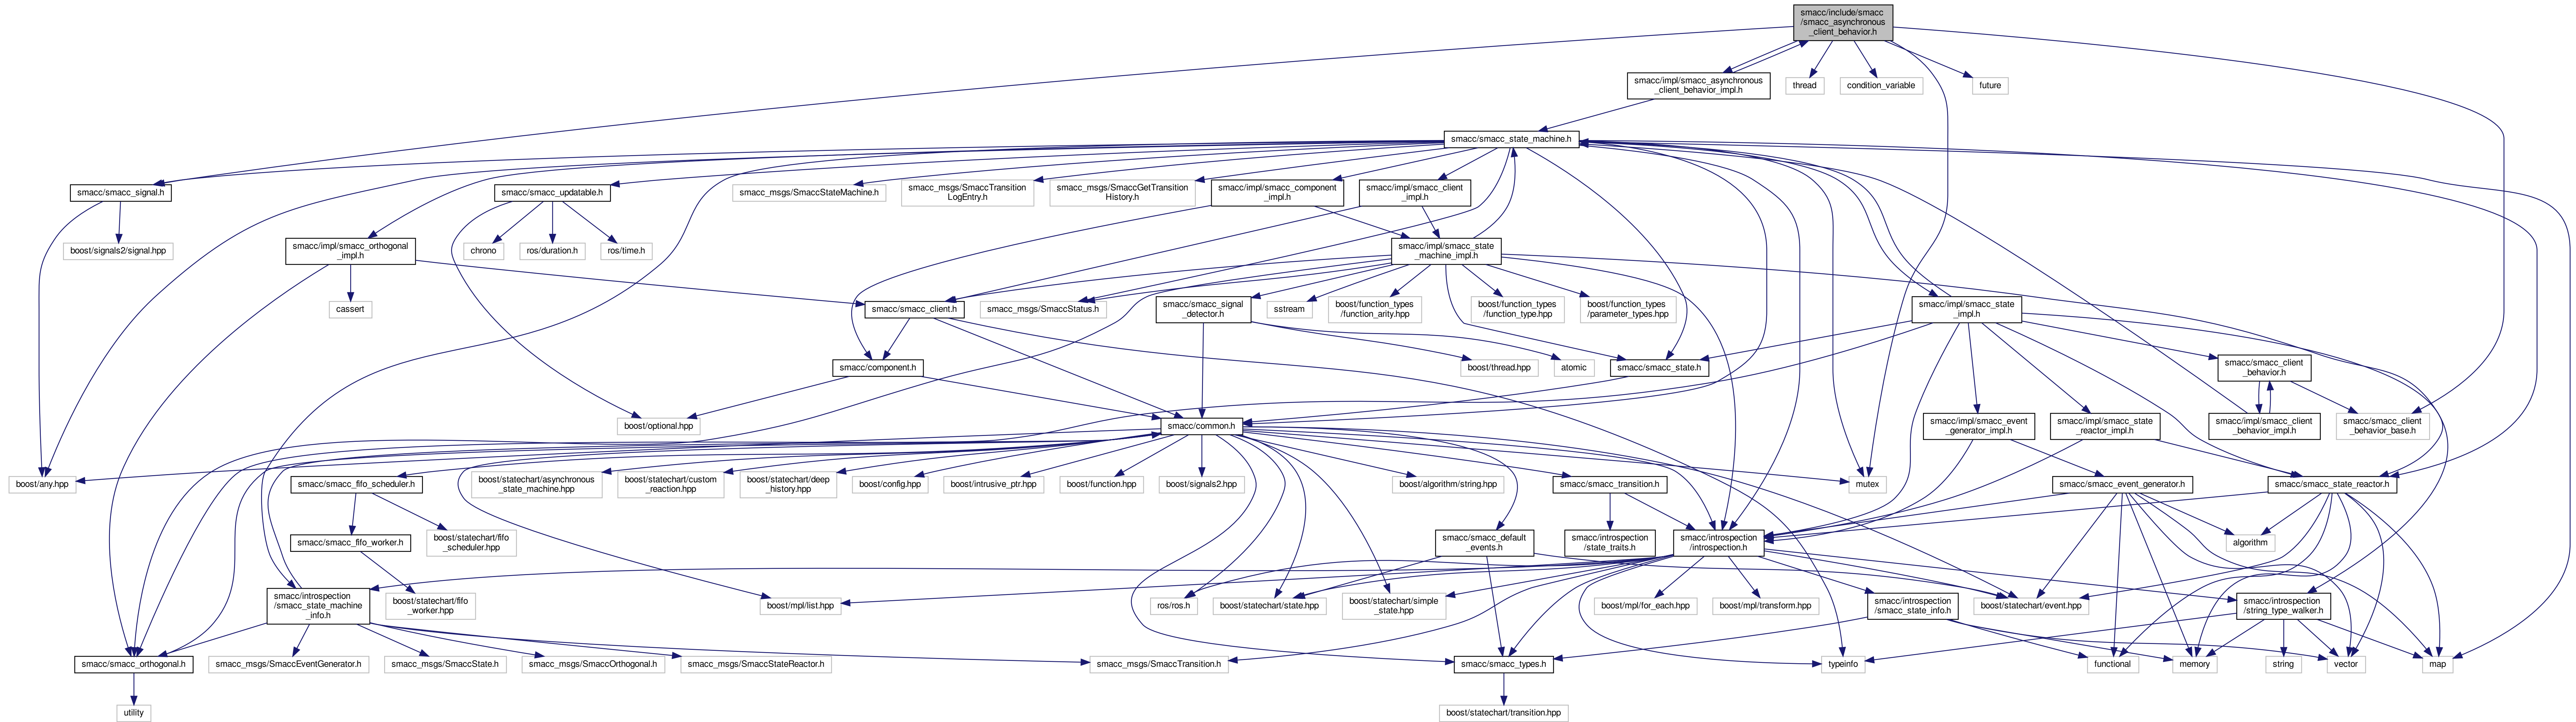 smacc/include/smacc
/smacc_asynchronous
_client_behavior.h
smacc/impl/smacc_asynchronous
_client_behavior_impl.h
thread
condition_variable
future
smacc/smacc_state_machine.h
smacc/smacc_signal.h
smacc/smacc_updatable.h
smacc_msgs/SmaccStateMachine.h
smacc_msgs/SmaccTransition
LogEntry.h
smacc_msgs/SmaccGetTransition
History.h
smacc/impl/smacc_component
_impl.h
smacc/impl/smacc_client
_impl.h
boost/signals2/signal.hpp
smacc/impl/smacc_orthogonal
_impl.h
chrono
ros/duration.h
ros/time.h
smacc/impl/smacc_state
_machine_impl.h
cassert
smacc/smacc_client.h
smacc_msgs/SmaccStatus.h
smacc/smacc_signal
_detector.h
sstream
boost/function_types
/function_arity.hpp
boost/function_types
/function_type.hpp
boost/function_types
/parameter_types.hpp
smacc/impl/smacc_state
_impl.h
smacc/component.h
boost/thread.hpp
atomic
smacc/smacc_state.h
smacc/smacc_client
_behavior.h
boost/optional.hpp
smacc/common.h
smacc/impl/smacc_event
_generator_impl.h
smacc/impl/smacc_state
_reactor_impl.h
smacc/impl/smacc_client
_behavior_impl.h
smacc/smacc_client
_behavior_base.h
boost/any.hpp
smacc/smacc_fifo_scheduler.h
boost/statechart/asynchronous
_state_machine.hpp
boost/statechart/custom
_reaction.hpp
boost/statechart/deep
_history.hpp
boost/config.hpp
boost/intrusive_ptr.hpp
boost/function.hpp
boost/signals2.hpp
boost/algorithm/string.hpp
smacc/smacc_transition.h
mutex
smacc/smacc_event_generator.h
smacc/smacc_state_reactor.h
smacc/smacc_fifo_worker.h
boost/statechart/fifo
_scheduler.hpp
smacc/smacc_default
_events.h
smacc/introspection
/state_traits.h
smacc/introspection
/introspection.h
algorithm
smacc/introspection
/smacc_state_machine
_info.h
boost/statechart/fifo
_worker.hpp
boost/mpl/list.hpp
ros/ros.h
boost/statechart/state.hpp
boost/statechart/simple
_state.hpp
boost/mpl/for_each.hpp
boost/mpl/transform.hpp
smacc/introspection
/smacc_state_info.h
boost/statechart/event.hpp
smacc/introspection
/string_type_walker.h
smacc/smacc_orthogonal.h
smacc_msgs/SmaccEventGenerator.h
smacc_msgs/SmaccState.h
smacc_msgs/SmaccOrthogonal.h
smacc_msgs/SmaccStateReactor.h
smacc_msgs/SmaccTransition.h
smacc/smacc_types.h
typeinfo
functional
memory
string
vector
map
utility
boost/statechart/transition.hpp